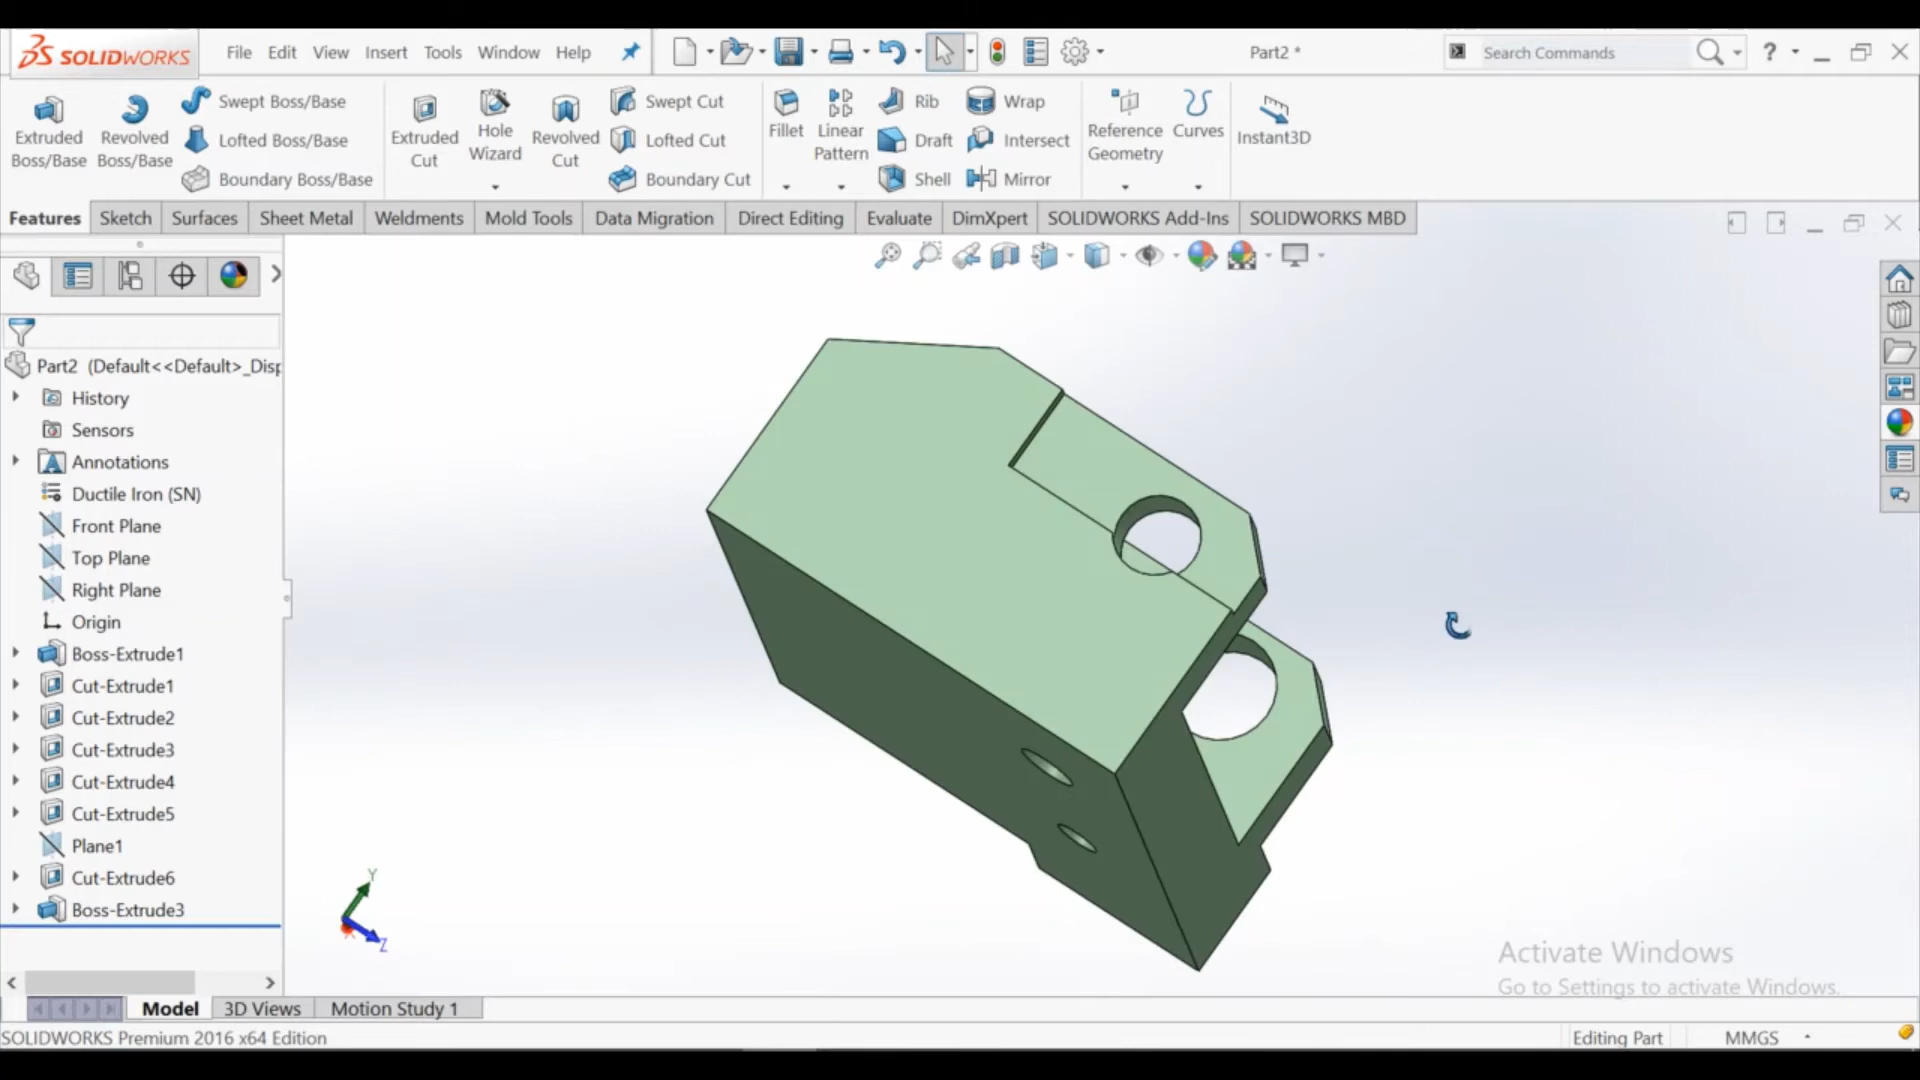 SOLIDWORKS File Edit View Insert Tools Window Help Part2 * Search Commands ?
Extruded Boss/Base
Revolved Boss/Base
Swept Boss/Base
Lofted Boss/Base
Boundary Boss/Base
Extruded Cut
Hole Wizard
Revolved Cut
Swept Cut
Lofted Cut
Boundary Cut
Fillet
Linear Pattern
Rib
Draft
Shell
Wrap
Intersect
Mirror
Reference Geometry
Curves
Instant3D
Features Sketch Surfaces Sheet Metal Weldments Mold Tools Data Migration Direct Editing Evaluate DimXpert SOLIDWORKS Add-Ins SOLIDWORKS MBD
Part2 (Default<<Default>_Disp
History
Sensors
Annotations
Ductile Iron (SN)
Front Plane
Top Plane
Right Plane
Origin
Boss-Extrude1
Cut-Extrude1
Cut-Extrude2
Cut-Extrude3
Cut-Extrude4
Cut-Extrude5
Plane1
Cut-Extrude6
Boss-Extrude3
Y
Z
Activate Windows
Go to Settings to activate Windows.
Model 3D Views Motion Study 1
SOLIDWORKS Premium 2016 x64 Edition Editing Part MMGS